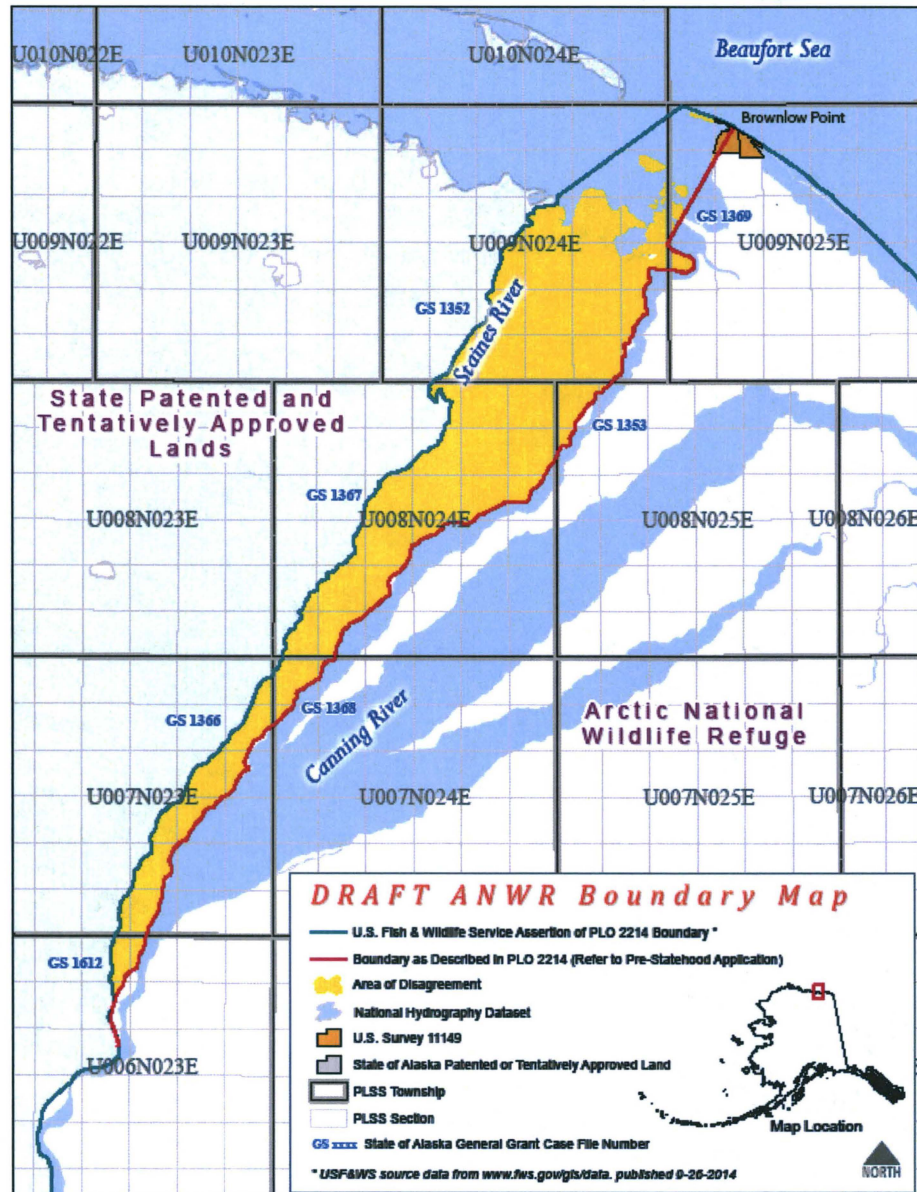 U010N022E
U010N023E
U010N024E
Beaufort Sea
Brownlow Point
U009N022E
U009N023E
U009N024E
GS 1369
U009N025E
GS 1352
Staines River
State Patented and
Tentatively Approved
Lands
GS 1353
GS 1367
U008N023E
U008N024E
U008N025E
U008N026E
GS 1366
GS 1368
Canning River
Arctic National
Wildlife Refuge
U007N023E
U007N024E
U007N025E
U007N026E
GS 1612
U006N023E
DRAFT ANWR Boundary Map
U.S. Fish & Wildlife Service Assertion of PLO 2214 Boundary *
Boundary as Described in PLO 2214 (Refer to Pre-Statehood Application)
Area of Disagreement
National Hydrography Dataset
U.S. Survey 11149
State of Alaska Patented or Tentatively Approved Land
PLSS Township
PLSS Section
GS xxxx State of Alaska General Grant Case File Number
Map Location
* USF&WS source data from www.fws.gov/gis/data. published 9-26-2014
NORTH